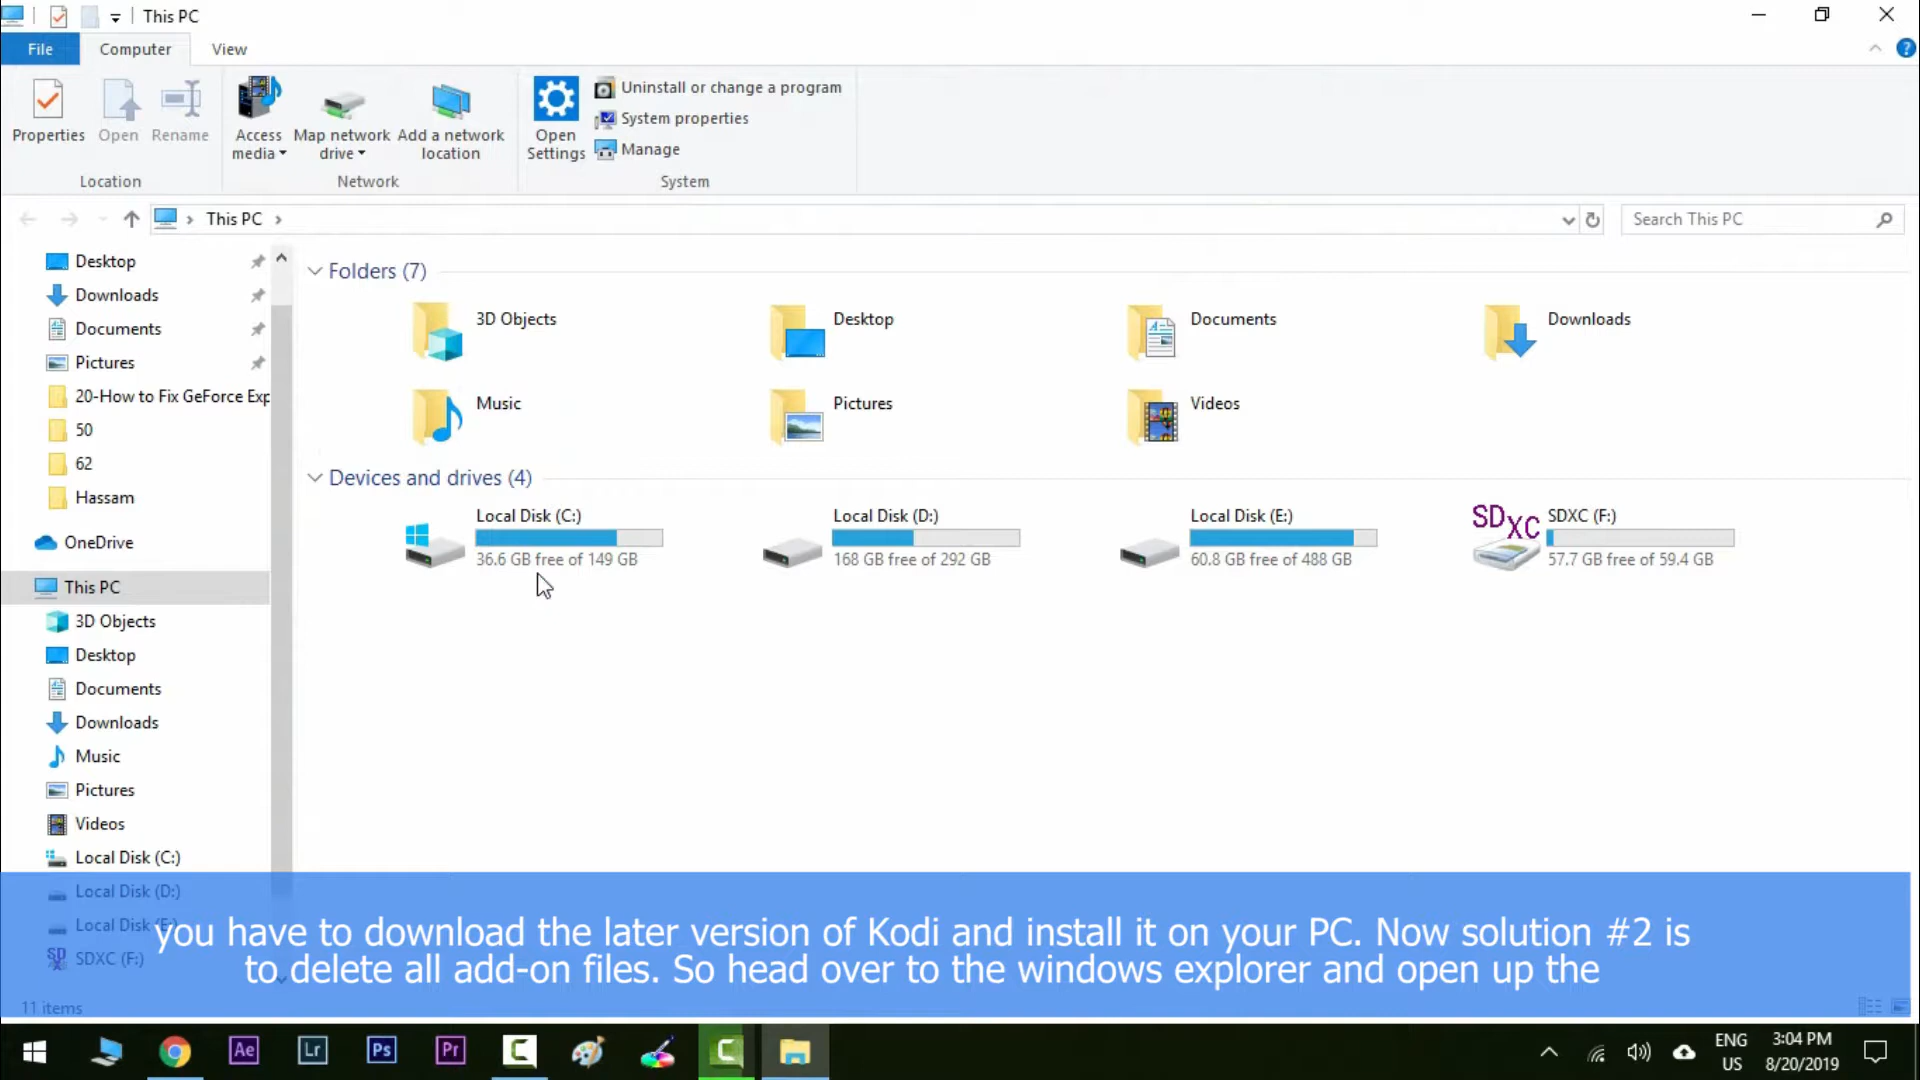 This PC
File
Computer
View
Properties
Open
Rename
Access media
Map network drive
Add a network location
Open Settings
Uninstall or change a program
System properties
Manage
Location
Network
System
This PC
Search This PC
Desktop
Downloads
Documents
Pictures
20-How to Fix GeForce Exp
50
62
Hassam
OneDrive
This PC
3D Objects
Desktop
Documents
Downloads
Music
Pictures
Videos
Local Disk (C:)
Local Disk (D:)
Local Disk (E:)
SDXC (F:)
11 items
Folders (7)
3D Objects
Desktop
Documents
Downloads
Music
Pictures
Videos
Devices and drives (4)
Local Disk (C:)
36.6 GB free of 149 GB
Local Disk (D:)
168 GB free of 292 GB
Local Disk (E:)
60.8 GB free of 488 GB
SDXC
SDXC (F:)
57.7 GB free of 59.4 GB
you have to download the later version of Kodi and install it on your PC. Now solution #2 is
to delete all add-on files. So head over to the windows explorer and open up the
Ae
Lr
Ps
Pr
ENG
US
3:04 PM
8/20/2019